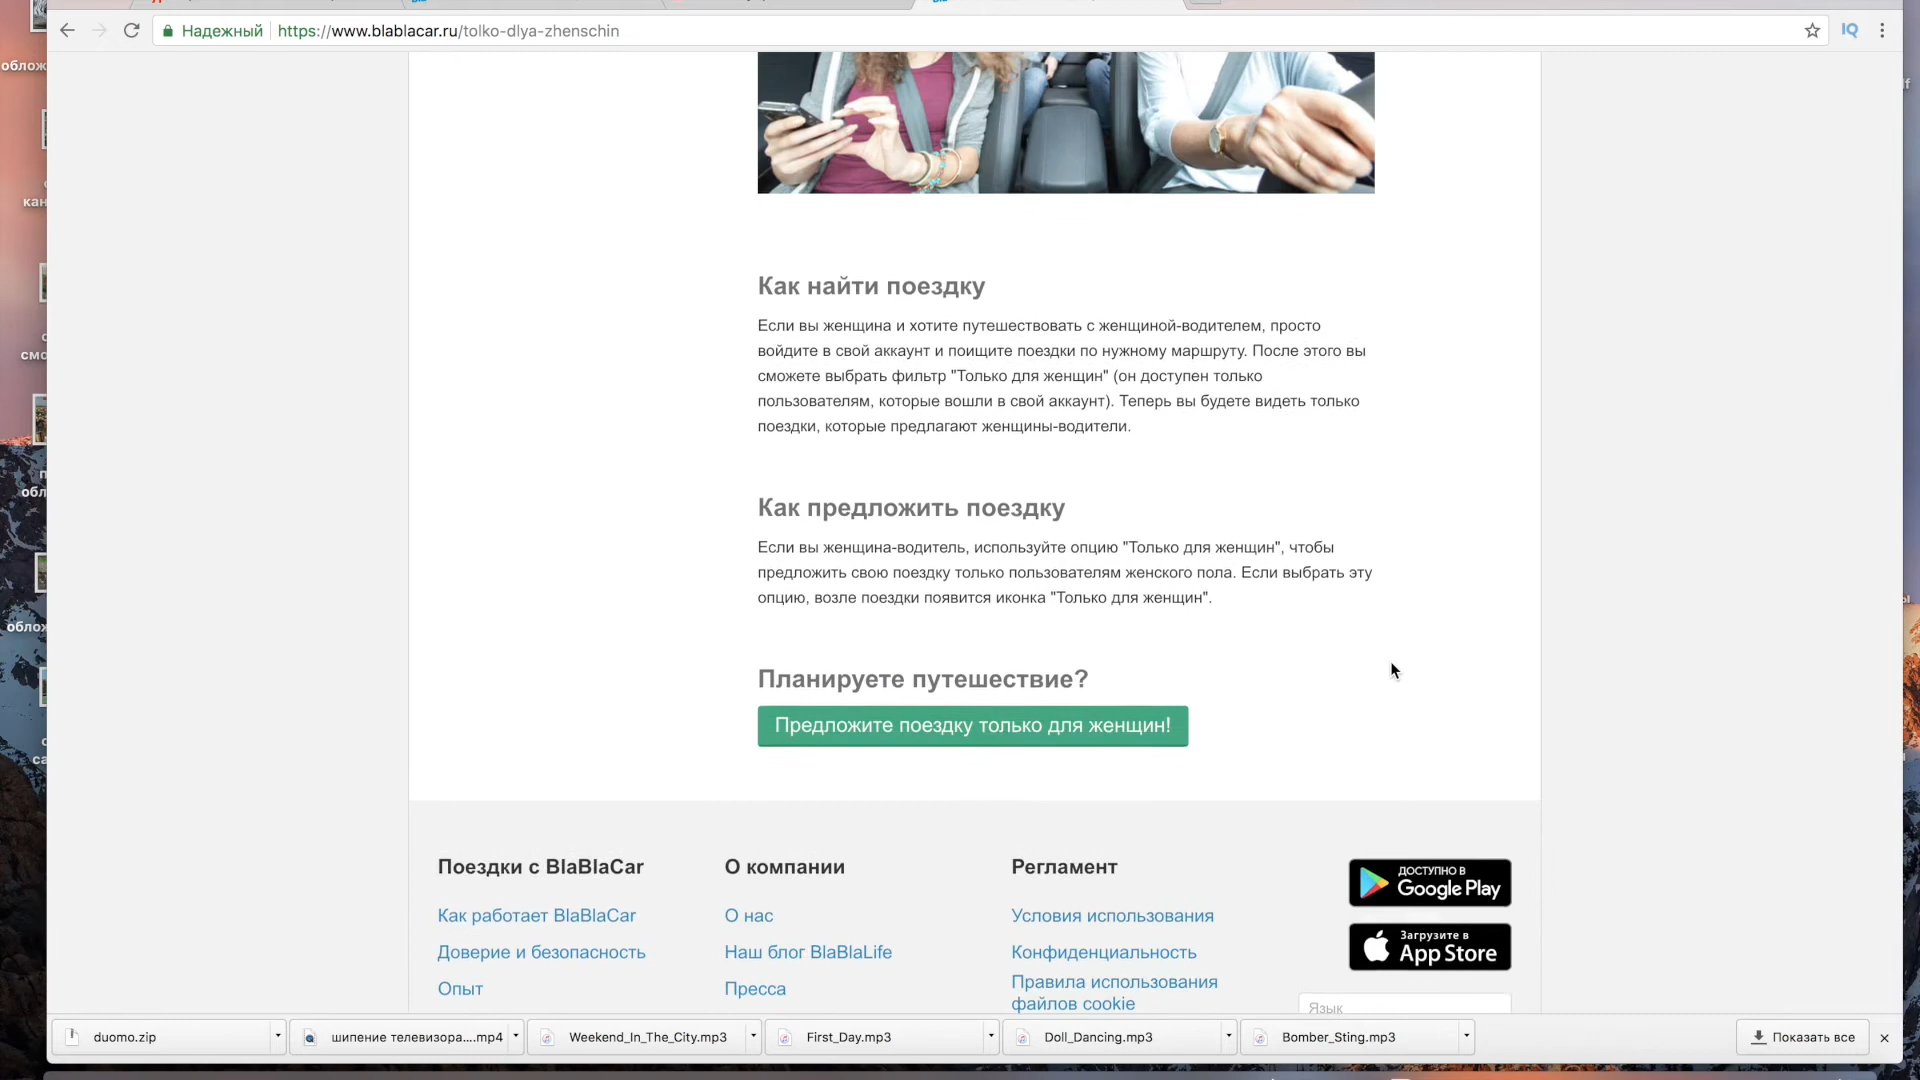 Надежный https://www.blablacar.ru/tolko-dlya-zhenschin
IQ
Как найти поездку
Если вы женщина и хотите путешествовать с женщиной-водителем, просто
войдите в свой аккаунт и поищите поездки по нужному маршруту. После этого вы
сможете выбрать фильтр "Только для женщин" (он доступен только
пользователям, которые вошли в свой аккаунт). Теперь вы будете видеть только
поездки, которые предлагают женщины-водители.
Как предложить поездку
Если вы женщина-водитель, используйте опцию "Только для женщин", чтобы
предложить свою поездку только пользователям женского пола. Если выбрать эту
опцию, возле поездки появится иконка "Только для женщин".
Планируете путешествие?
Предложите поездку только для женщин!
Поездки с BlaBlaCar
Как работает BlaBlaCar
Доверие и безопасность
Опыт
О компании
О нас
Наш блог BlaBlaLife
Пресса
Регламент
Условия использования
Конфиденциальность
Правила использования
файлов cookie
ДОСТУПНО В
Google Play
Загрузите в
App Store
Язык
duomo.zip
шипение телевизора....mp4
Weekend_In_The_City.mp3
First_Day.mp3
Doll_Dancing.mp3
Bomber_Sting.mp3
Показать все